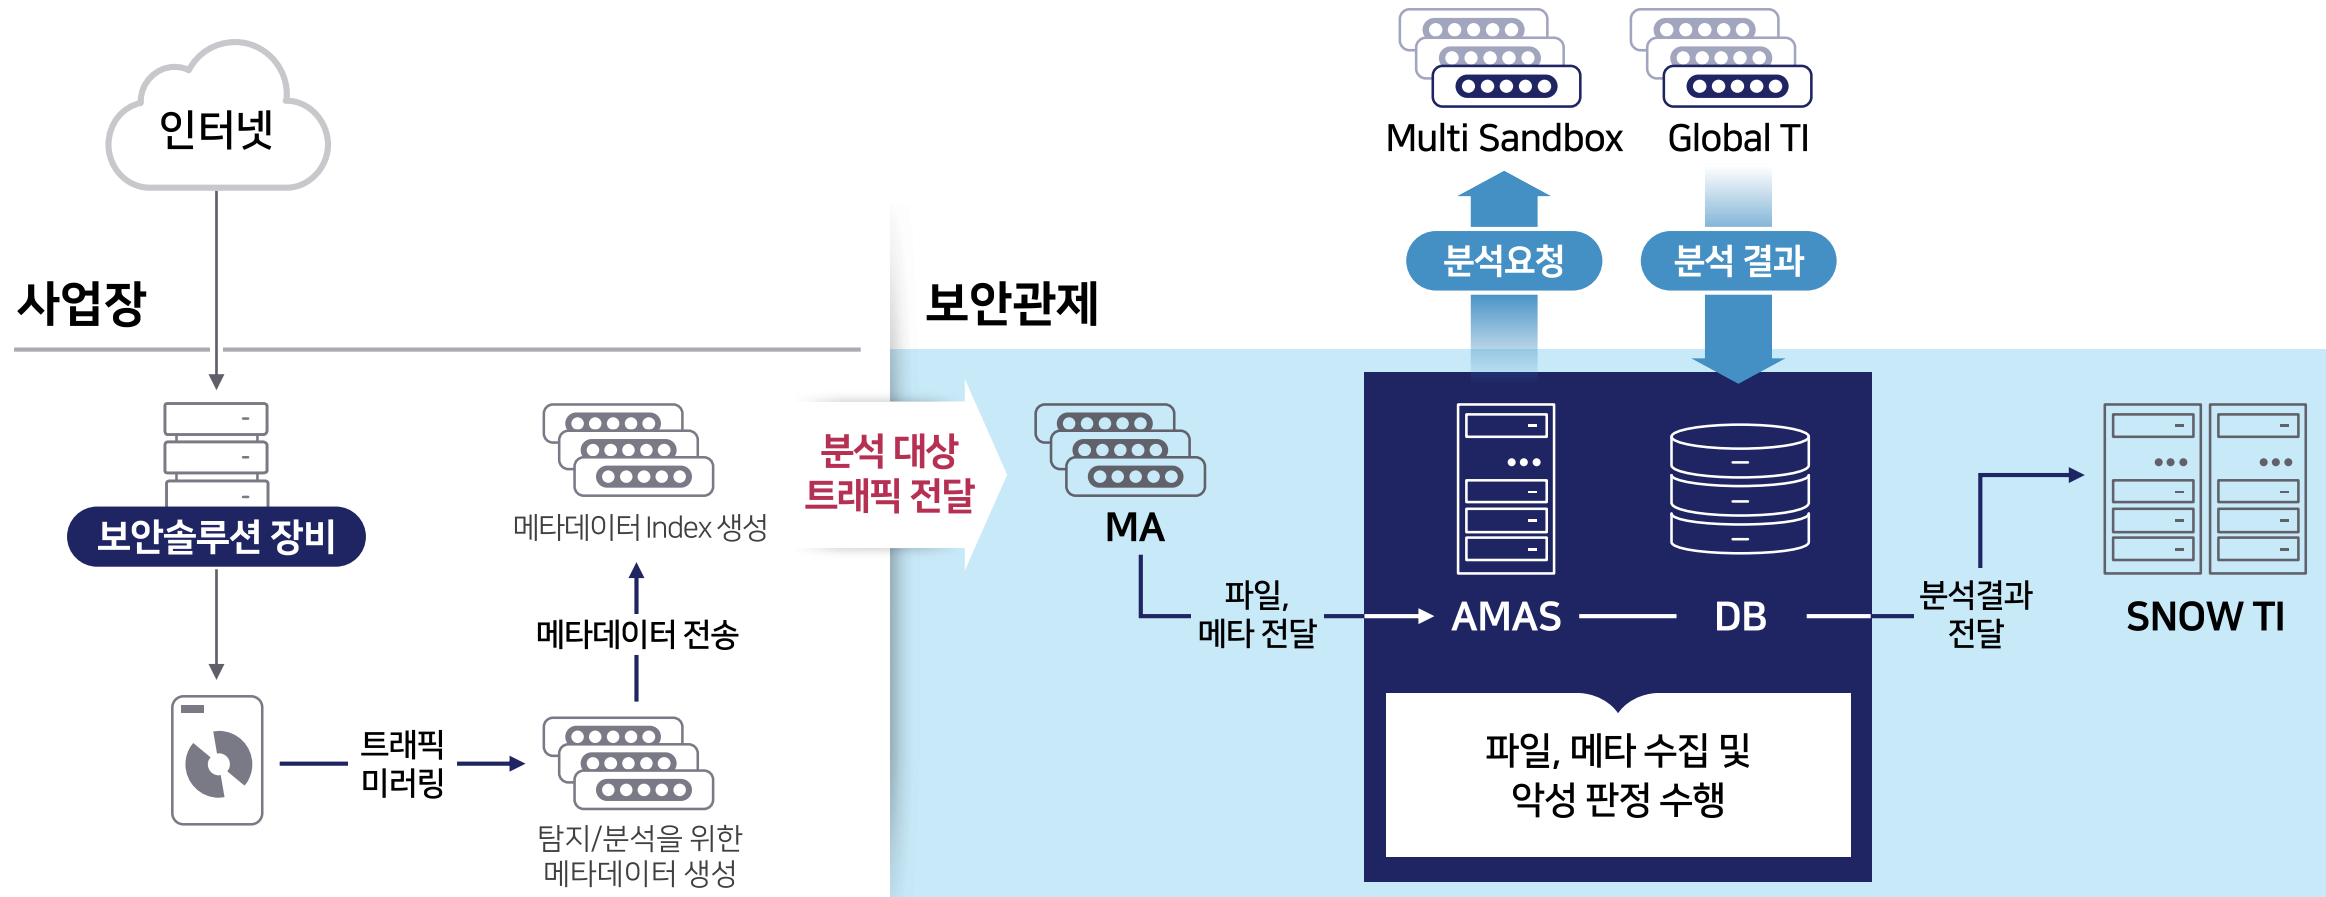 인터넷
사업장
보안솔루션 장비
트래픽
미러링
탐지/분석을 위한
메타데이터 생성
메타데이터 전송
메타데이터 Index 생성
분석 대상
트래픽 전달
보안관제
MA
파일,
메타 전달
Multi Sandbox
Global TI
분석요청
분석 결과
AMAS
DB
파일, 메타 수집 및
악성 판정 수행
분석결과
전달
SNOW TI